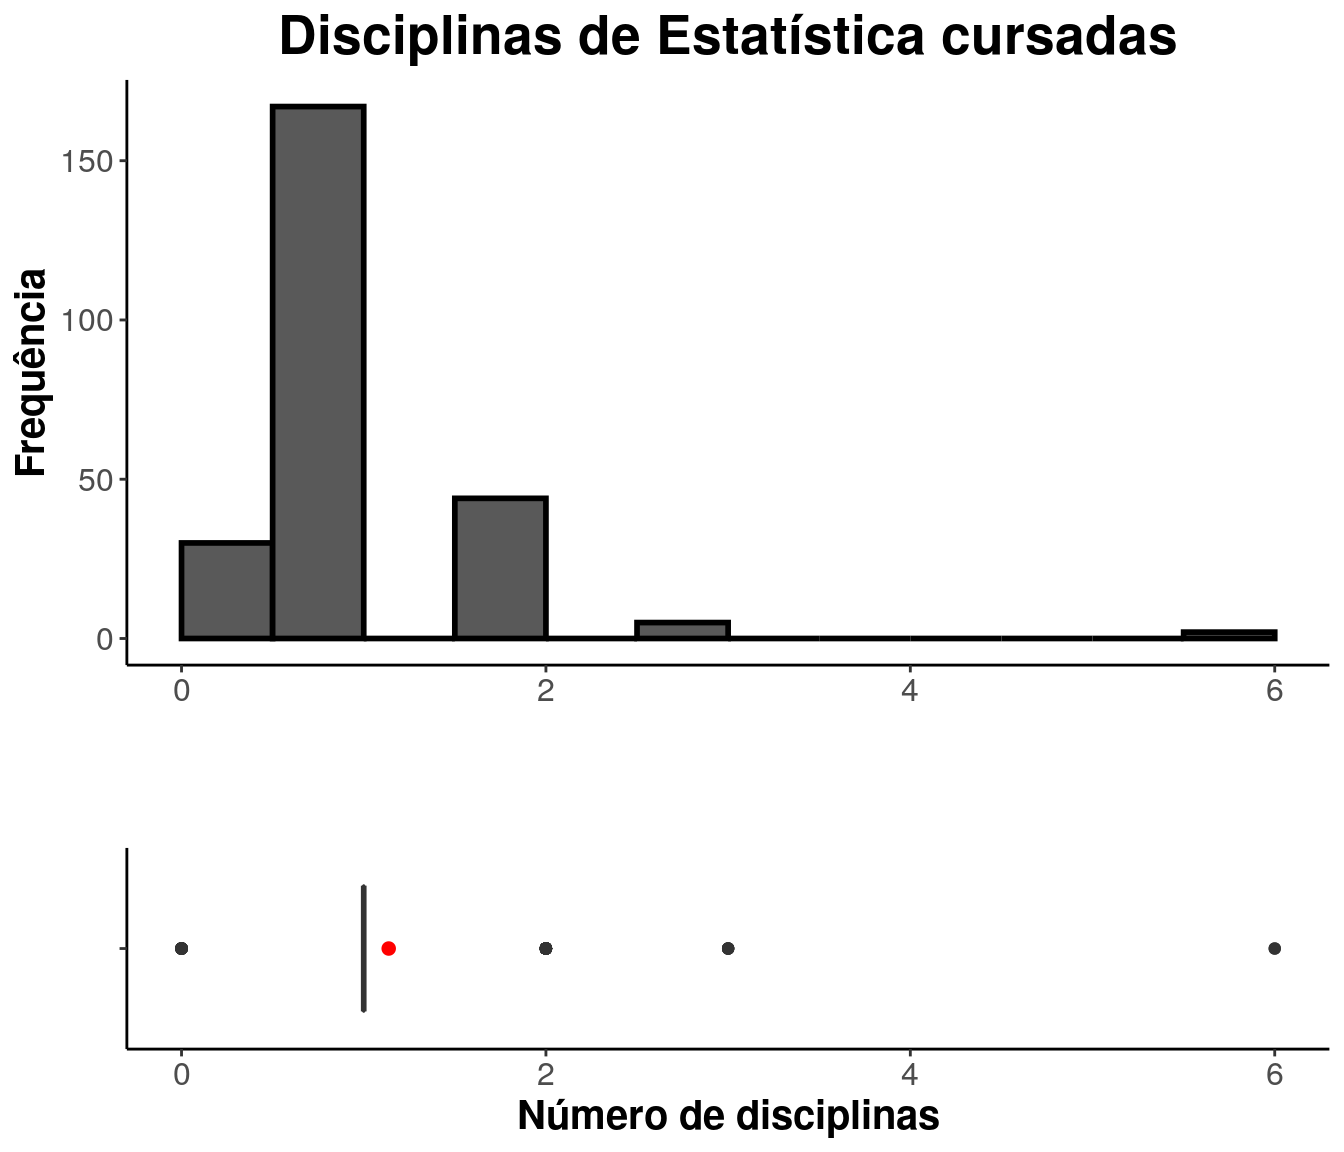 Disciplinas de Estatística cursadas
Frequência
150
100
50
0
0 2 4 6
0 2 4 6
Número de disciplinas